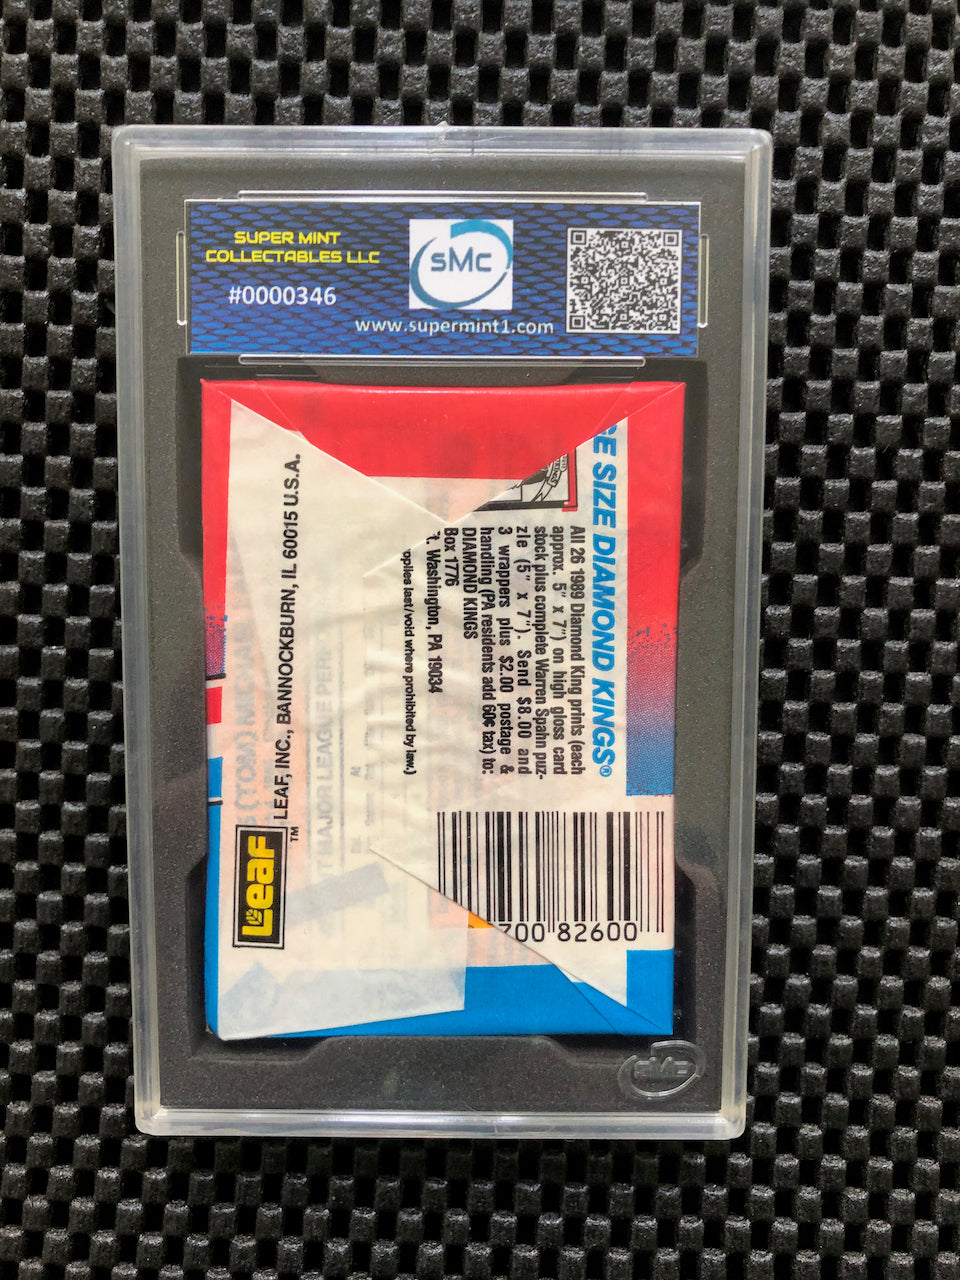 SUPER MINT
COLLECTABLES LLC
#0000346
SMC
www.supermint1.com
SIZE DIAMOND KINGS®
All 26 1989 Diamond King prints (each
approx. 5" x 7") on high gloss card
stock plus complete Warren Spahn puz-
zle (5" x 7"). Send $8.00 and
3 wrappers plus $2.00 postage &
handling (PA residents add 60¢ tax) to:
DIAMOND KINGS
Box 1776
Ft. Washington, PA 19034
last/void where prohibited by law.)
LEAF, INC., BANNOCKBURN, IL 60015 U.S.A.
Leaf
TM
MAJOR LEAGUE
700 82600
SMC